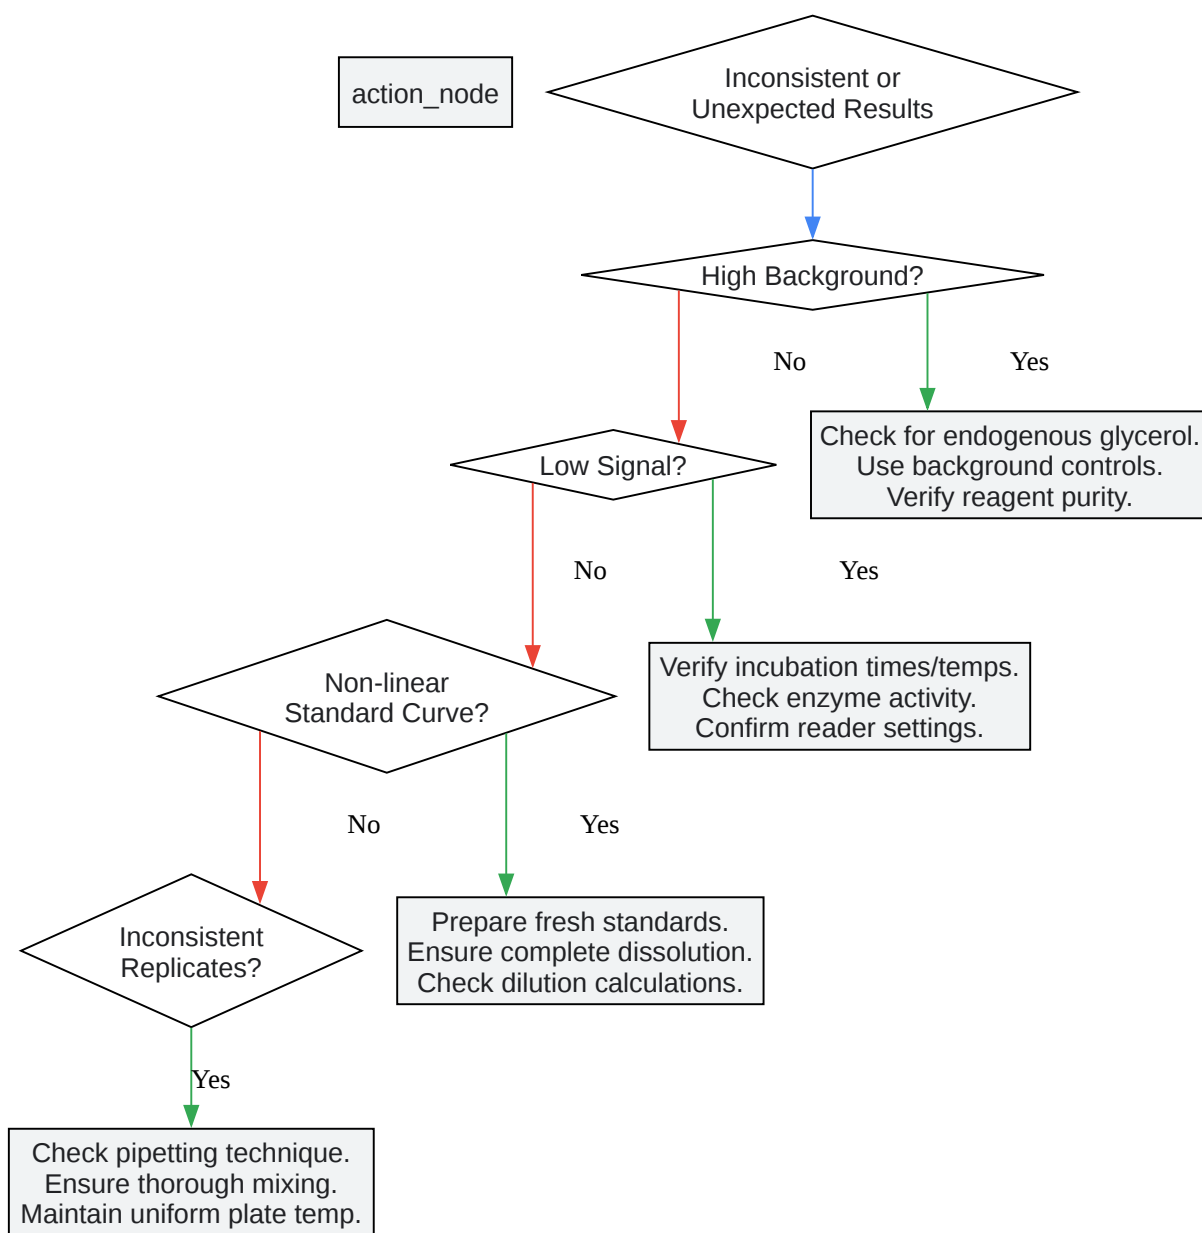 action_node
Inconsistent or
Unexpected Results
High Background?
No
Yes
Check for endogenous glycerol.
Use background controls.
Verify reagent purity.
Low Signal?
No
Yes
Verify incubation times/temps.
Check enzyme activity.
Confirm reader settings.
Non-linear
Standard Curve?
No
Yes
Prepare fresh standards.
Ensure complete dissolution.
Check dilution calculations.
Inconsistent
Replicates?
Yes
Check pipetting technique.
Ensure thorough mixing.
Maintain uniform plate temp.